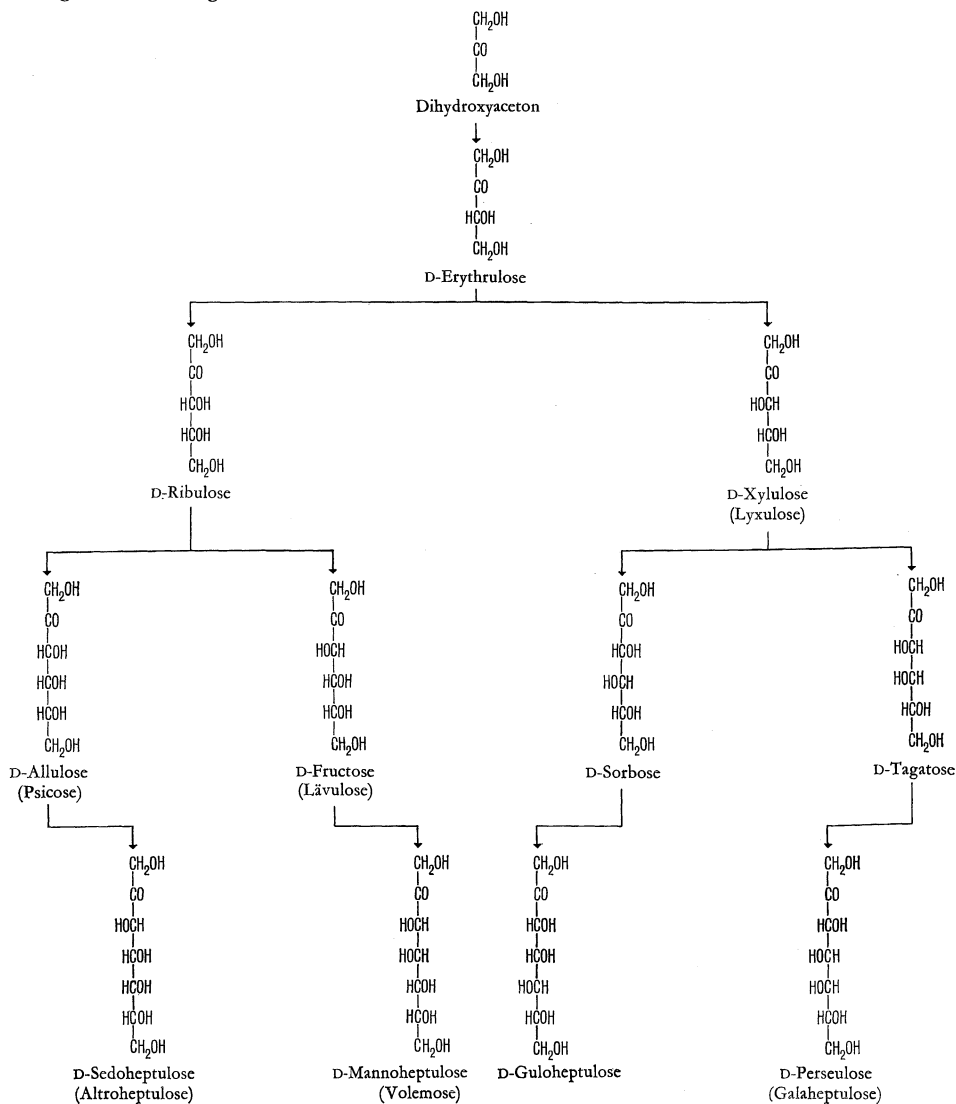 CH₂OH
CO
CH₂OH
Dihydroxyaceton
CH₂OH
CO
HCOH
CH₂OH
D-Erythrulose
CH₂OH
CO
HCOH
HCOH
CH₂OH
D-Ribulose
CH₂OH
CO
HOCH
HCOH
CH₂OH
D-Xylulose
(Lyxulose)
CH₂OH
CO
HCOH
HCOH
HCOH
CH₂OH
D-Allulose
(Psicose)
CH₂OH
CO
HOCH
HCOH
HCOH
CH₂OH
D-Fructose
(Lävulose)
CH₂OH
CO
HCOH
HOCH
HCOH
CH₂OH
D-Sorbose
CH₂OH
CO
HOCH
HOCH
HCOH
CH₂OH
D-Tagatose
CH₂OH
CO
HOCH
HCOH
HCOH
HCOH
CH₂OH
D-Sedoheptulose
(Altroheptulose)
CH₂OH
CO
HOCH
HOCH
HCOH
HCOH
CH₂OH
D-Mannoheptulose
(Volemose)
CH₂OH
CO
HCOH
HCOH
HOCH
HCOH
CH₂OH
D-Guloheptulose
CH₂OH
CO
HCOH
HOCH
HOCH
HCOH
CH₂OH
D-Perseulose
(Galaheptulose)